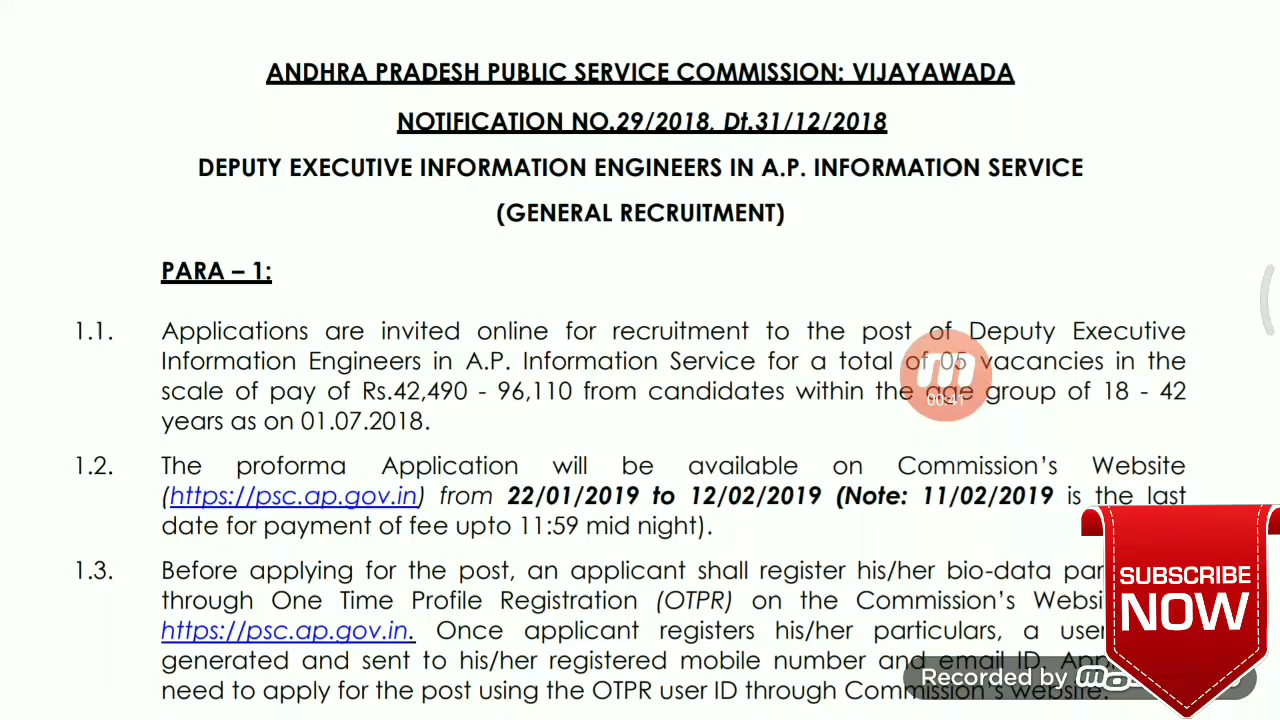 ANDHRA PRADESH PUBLIC SERVICE COMMISSION: VIJAYAWADA
NOTIFICATION NO.29/2018, Dt.31/12/2018
DEPUTY EXECUTIVE INFORMATION ENGINEERS IN A.P. INFORMATION SERVICE
(GENERAL RECRUITMENT)
PARA – 1:
1.1. Applications are invited online for recruitment to the post of Deputy Executive
Information Engineers in A.P. Information Service for a total of 05 vacancies in the
scale of pay of Rs.42,490 - 96,110 from candidates within the age group of 18 - 42
years as on 01.07.2018.
00:41
1.2. The proforma Application will be available on Commission's Website
(https://psc.ap.gov.in) from 22/01/2019 to 12/02/2019 (Note: 11/02/2019 is the last
date for payment of fee upto 11:59 mid night).
1.3. Before applying for the post, an applicant shall register his/her bio-data
through One Time Profile Registration (OTPR) on the Commission's
https://psc.ap.gov.in. Once applicant registers his/her particulars, a user
generated and sent to his/her registered mobile number and email ID.
need to apply for the post using the OTPR user ID through Commission's website.
SUBSCRIBE
NOW
Recorded by